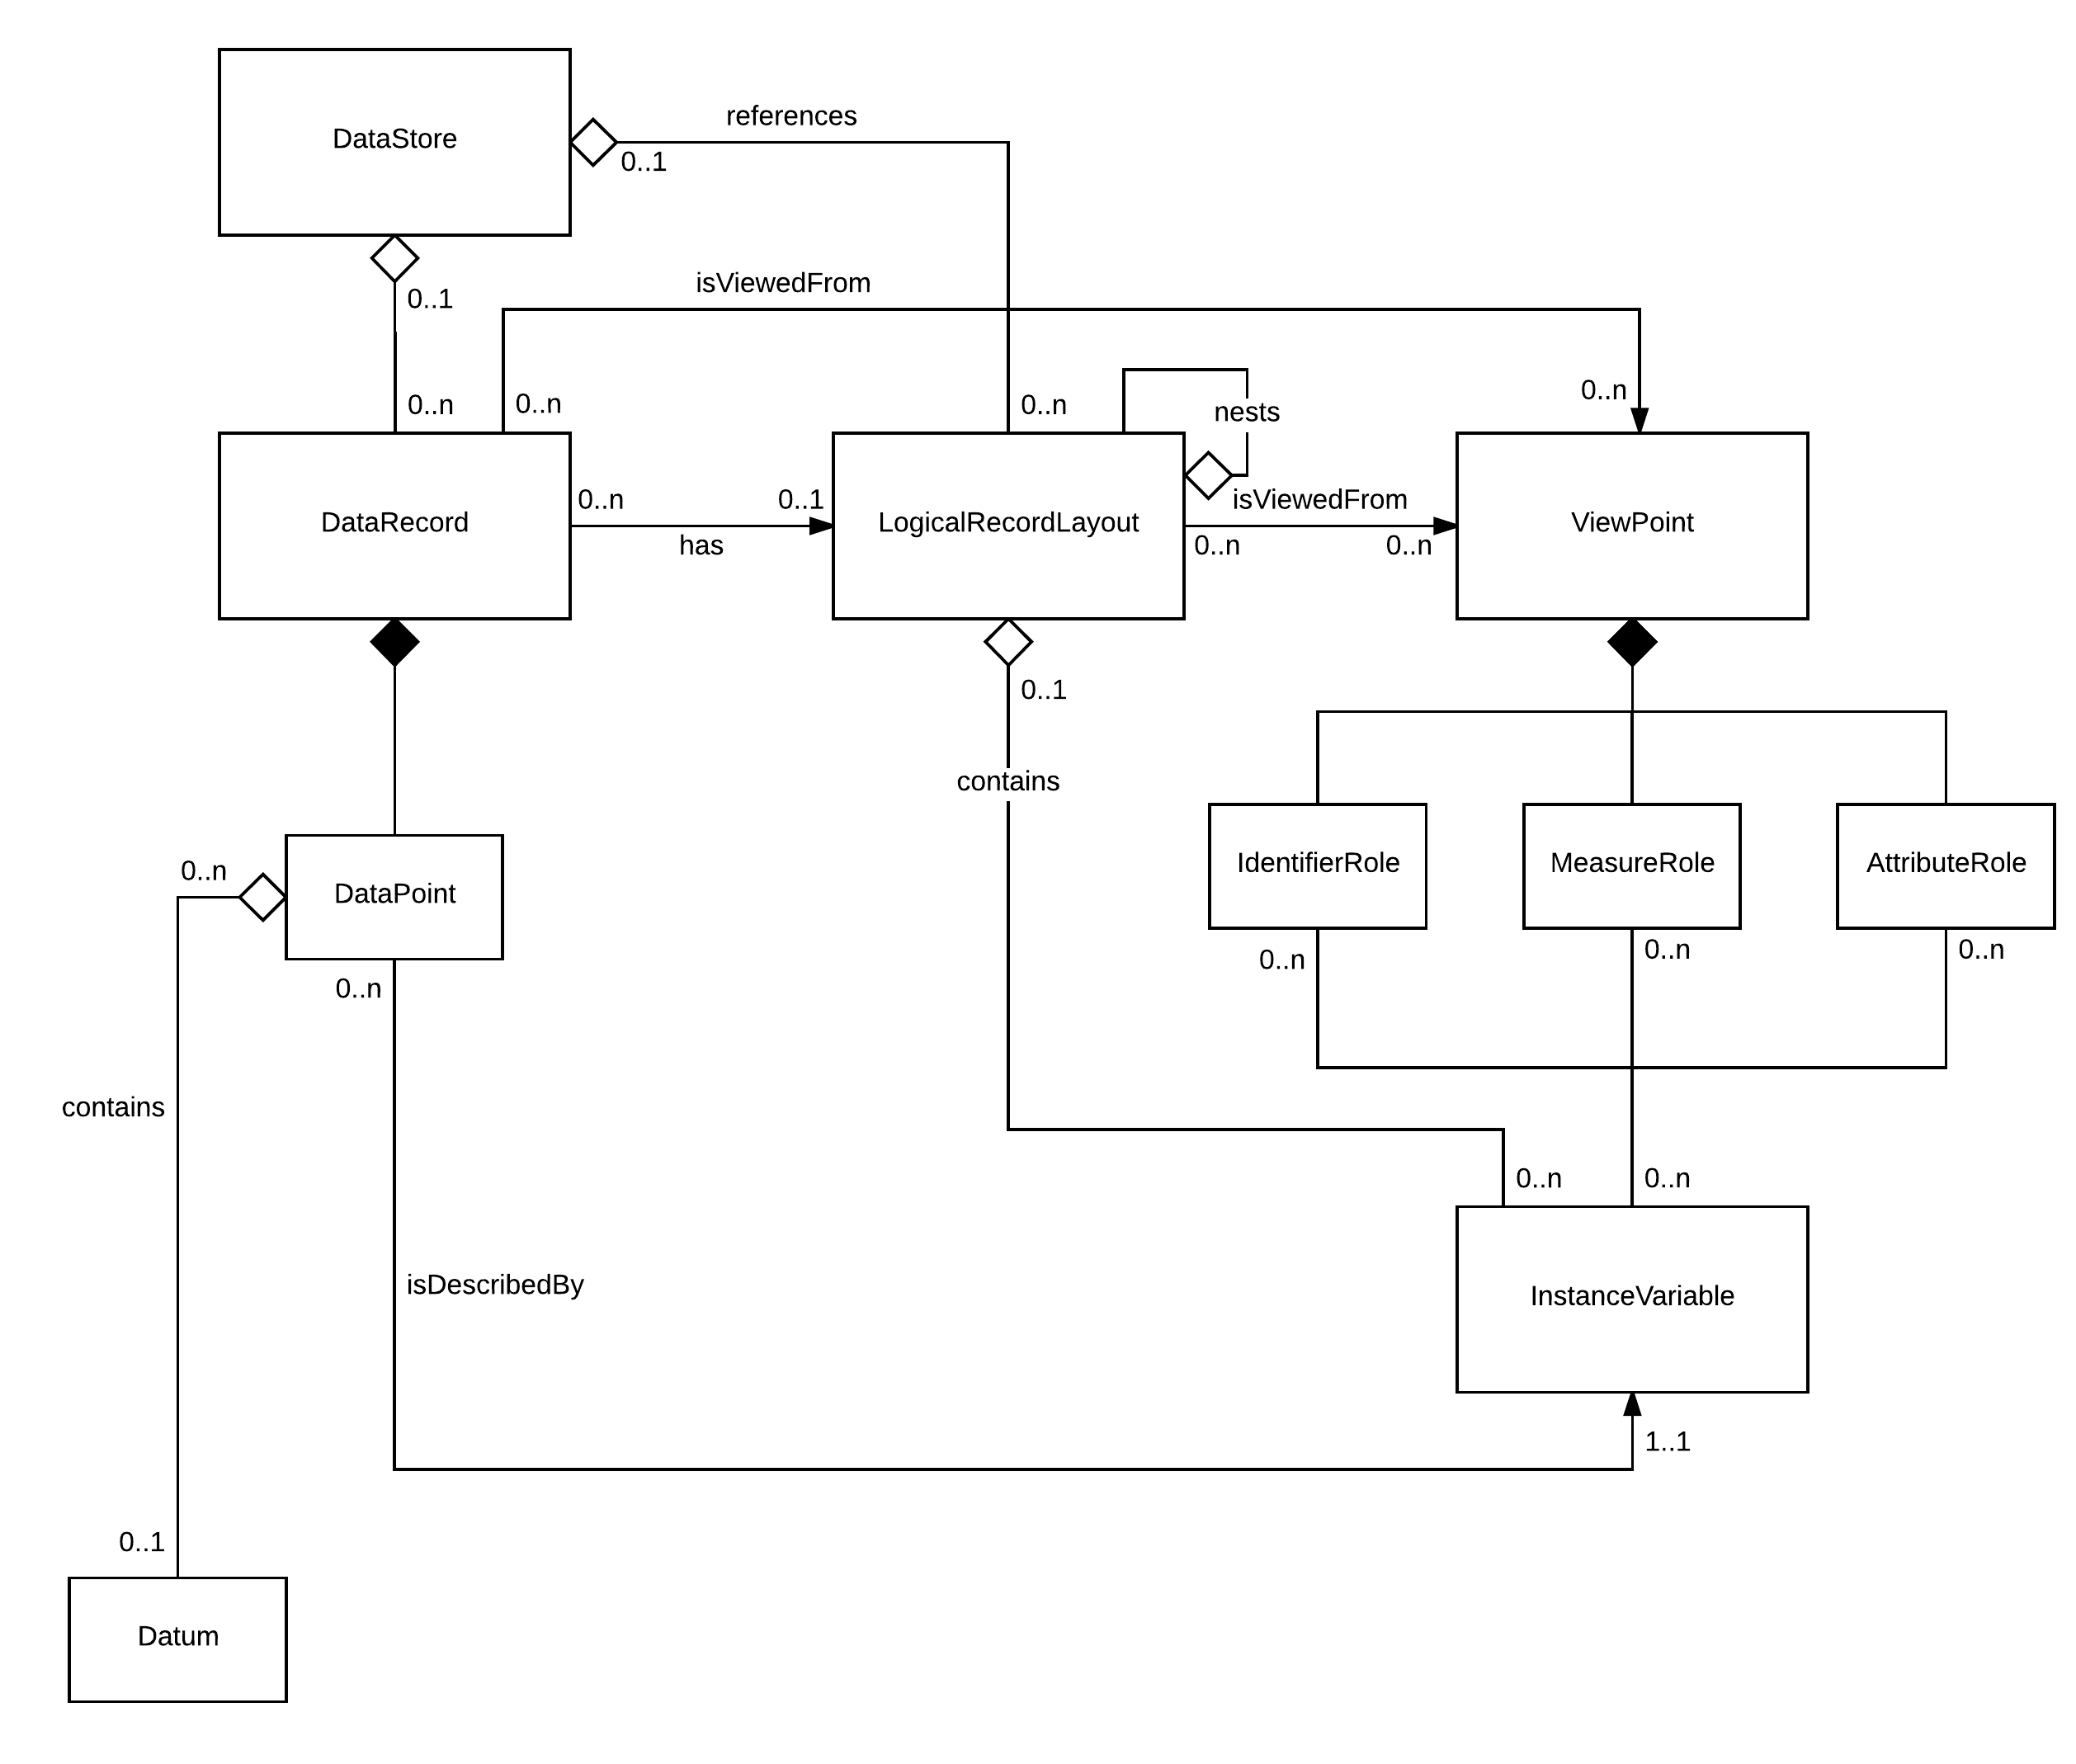 references
DataStore
0..1
isViewedFrom
0..1
0..n
0..n
0..n
0..n
nests
0..n
0..1
isViewedFrom
DataRecord
LogicalRecordLayout
ViewPoint
has
0..n
0..n
0..1
contains
IdentifierRole
MeasureRole
AttributeRole
0..n
DataPoint
0..n
0..n
0..n
0..n
contains
0..n
0..n
isDescribedBy
InstanceVariable
1..1
0..1
Datum